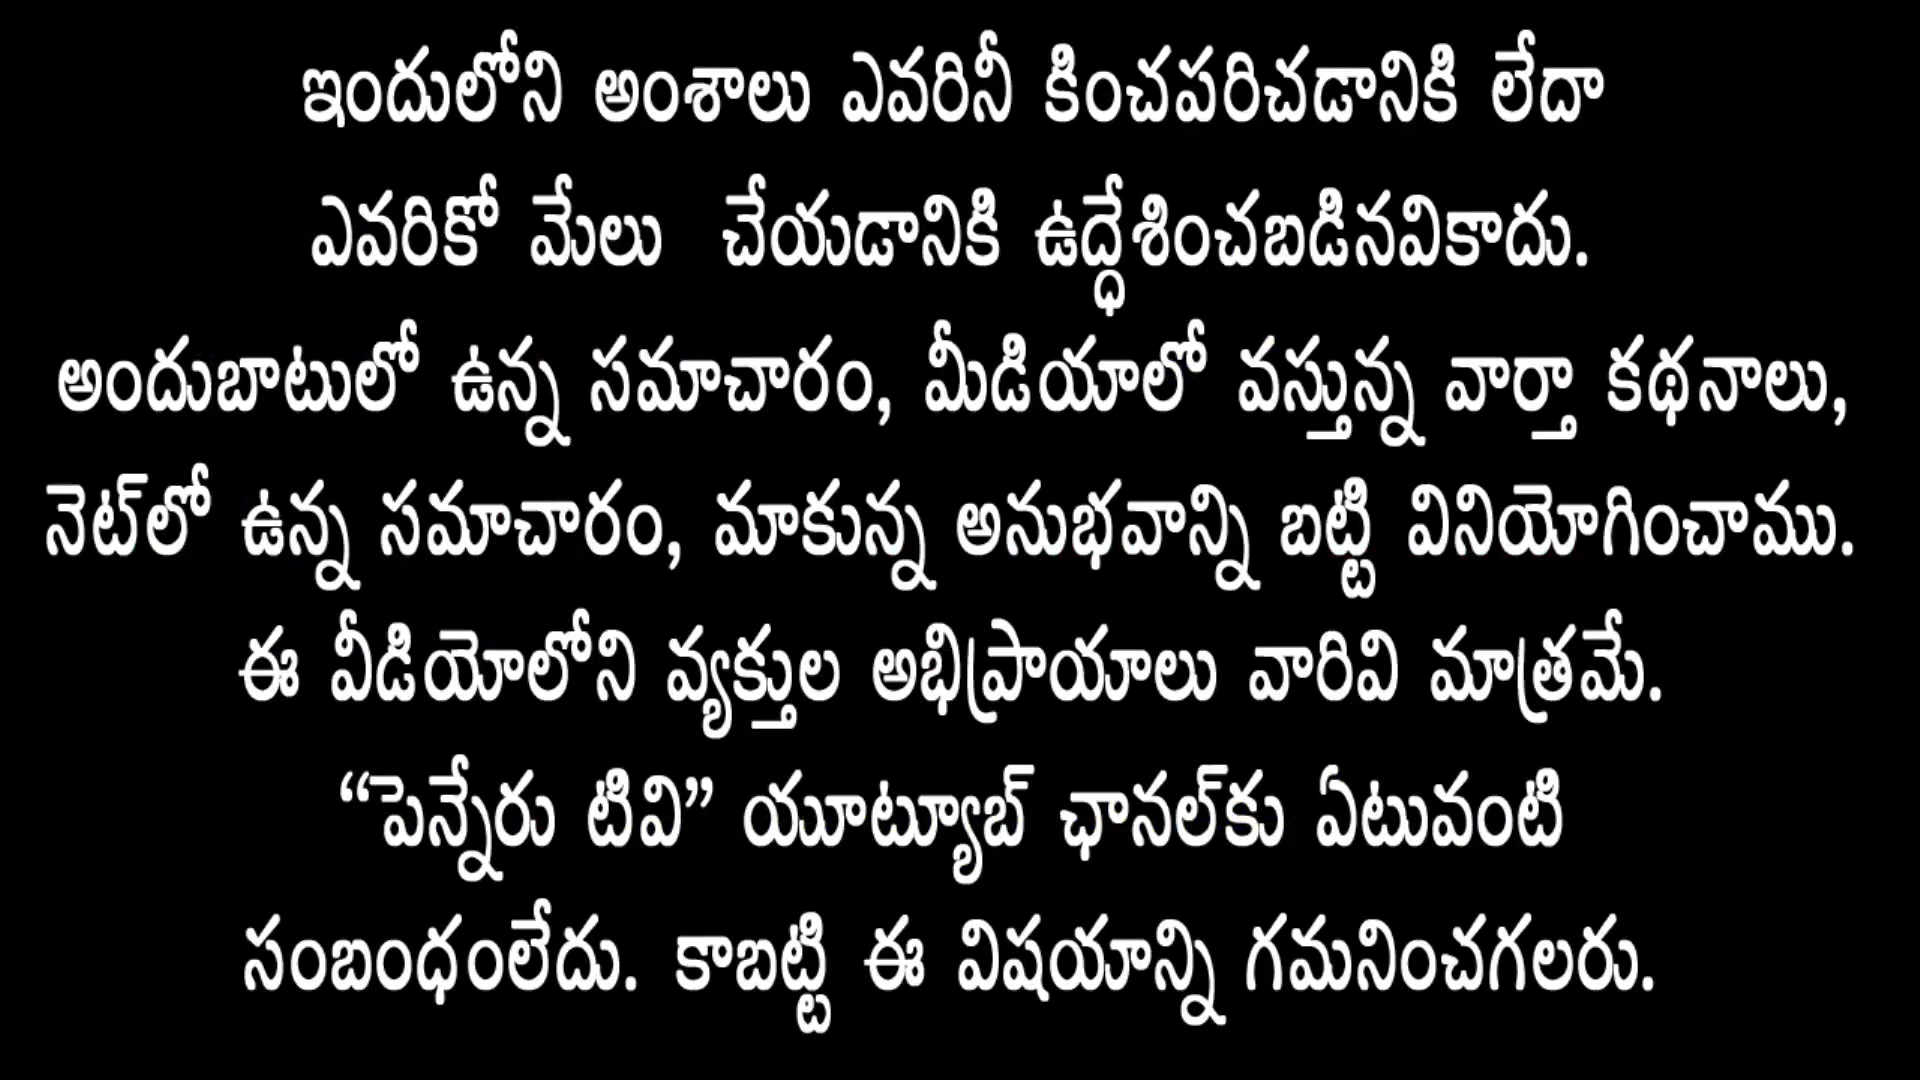 ఇందులోని అంశాలు ఎవరినీ కించపరిచడానికి లేదా
ఎవరికో మేలు చేయడానికి ఉద్ధేశించబడినవికాదు.
అందుబాటులో ఉన్న సమాచారం, మీడియాలో వస్తున్న వార్తా కథనాలు,
నెట్‌లో ఉన్న సమాచారం, మాకున్న అనుభవాన్ని బట్టి వినియోగించాము.
ఈ వీడియోలోని వ్యక్తుల అభిప్రాయాలు వారివి మాత్రమే.
“పెన్నేరు టివి” యూట్యూబ్ ఛానల్‌కు ఏటువంటి
సంబంధంలేదు. కాబట్టి ఈ విషయాన్ని గమనించగలరు.